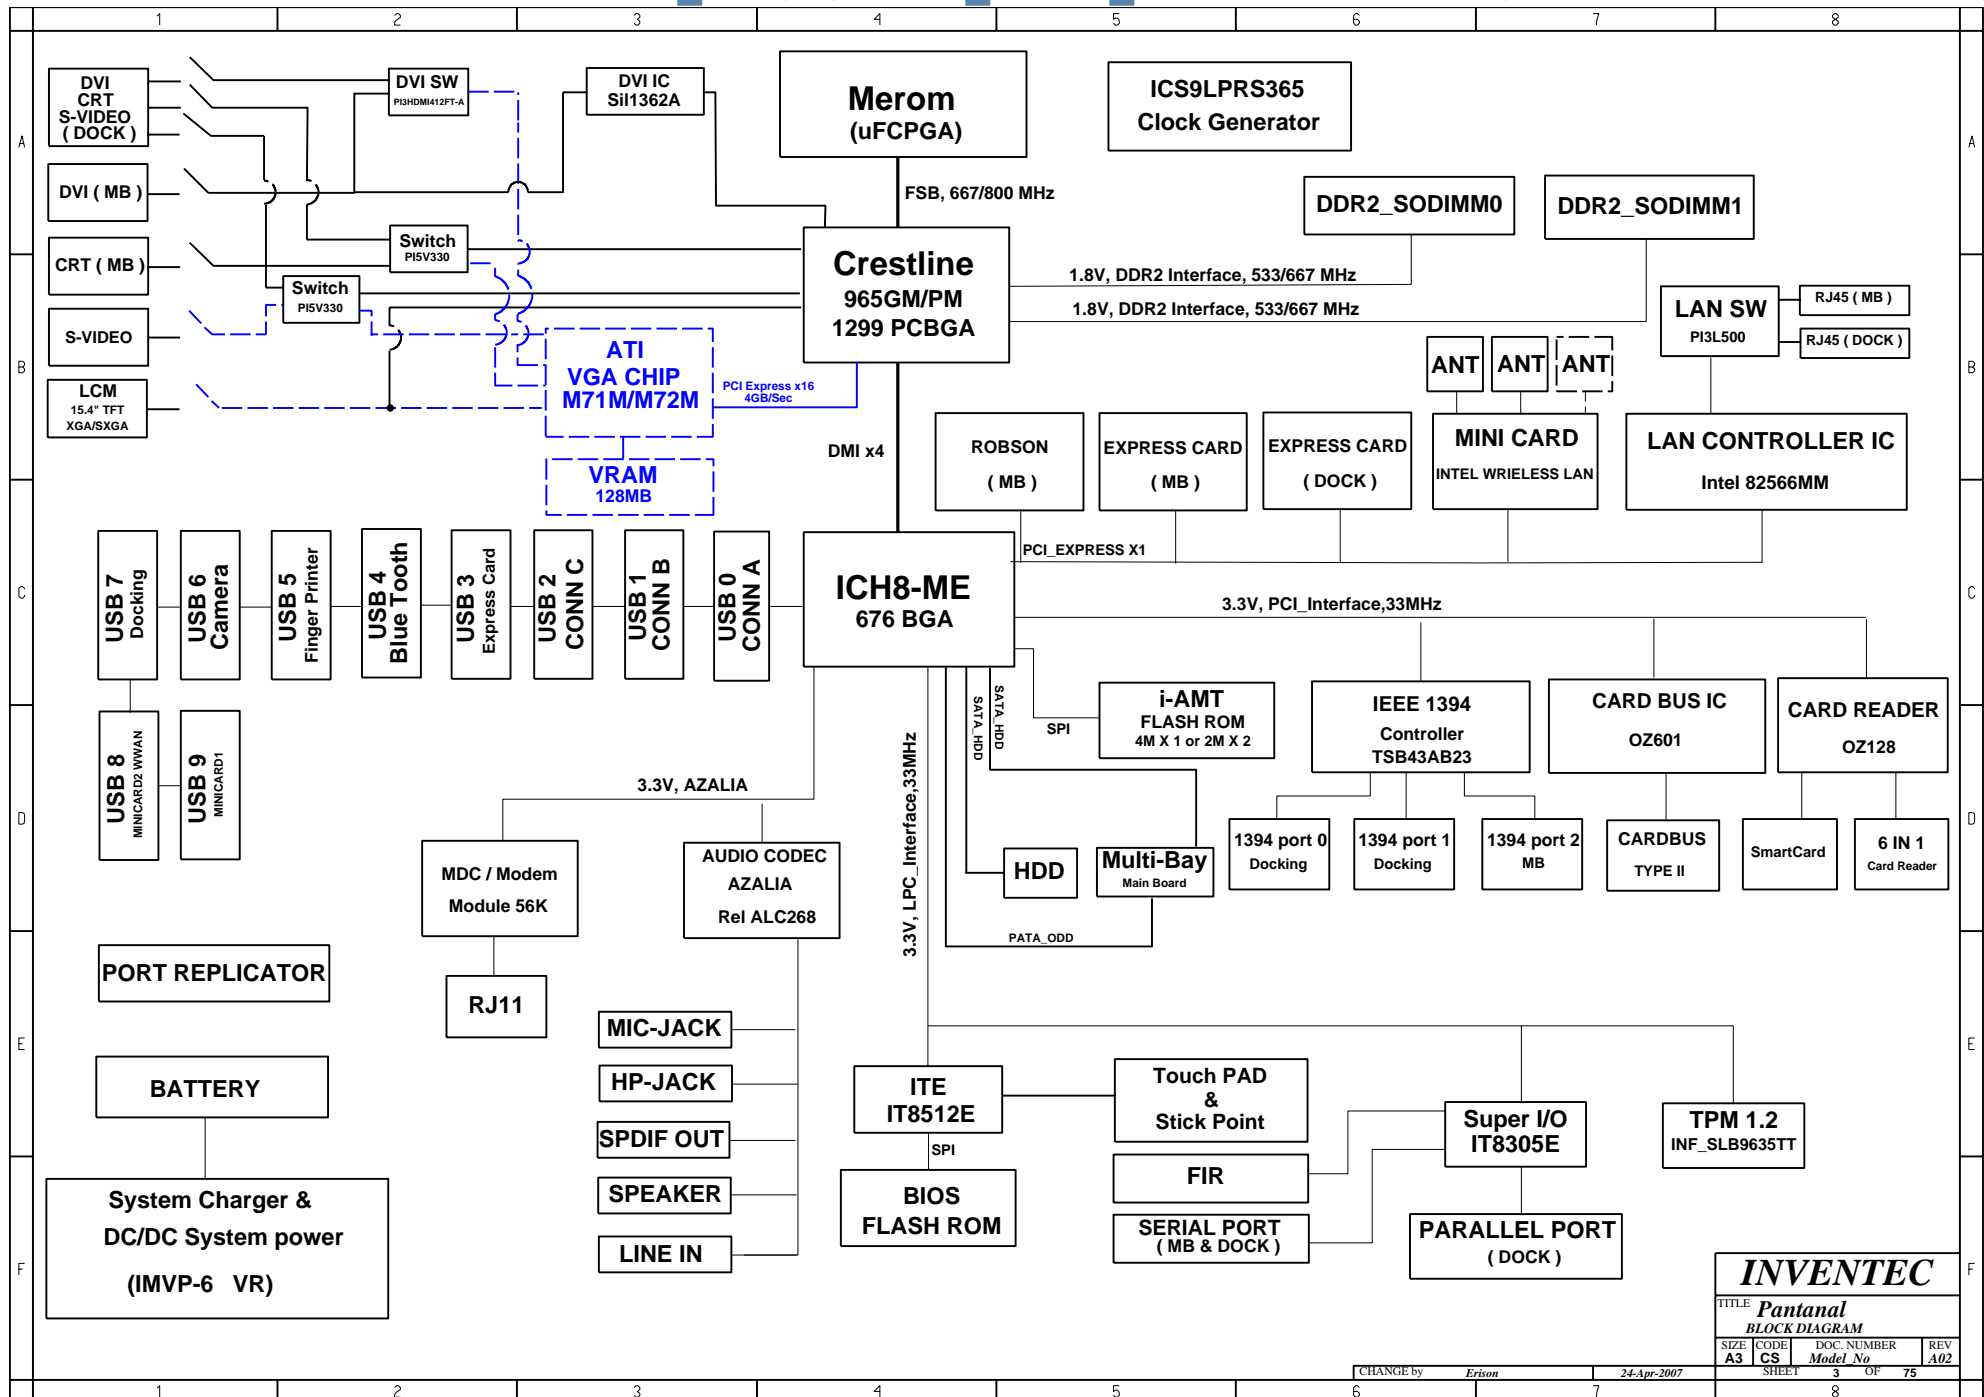 1 2 3 4 5 6 7 8
A
B
C
D
E
F
A
B
C
D
E
F
DVI
CRT
S-VIDEO
( DOCK )
DVI SW
PI3HDMI412FT-A
DVI IC
SiI1362A
Merom
(uFCPGA)
ICS9LPRS365
Clock Generator
DVI ( MB )
FSB, 667/800 MHz
DDR2_SODIMM0
DDR2_SODIMM1
CRT ( MB )
Switch
PI5V330
Switch
PI5V330
Crestline
965GM/PM
1299 PCBGA
1.8V, DDR2 Interface, 533/667 MHz
1.8V, DDR2 Interface, 533/667 MHz
S-VIDEO
LCM
15.4" TFT
XGA/SXGA
ATI
VGA CHIP
M71M/M72M
PCI Express x16
4GB/Sec
VRAM
128MB
DMI x4
LAN SW
PI3L500
RJ45 ( MB )
RJ45 ( DOCK )
ANT
ANT
ANT
ROBSON
( MB )
EXPRESS CARD
( MB )
EXPRESS CARD
( DOCK )
MINI CARD
INTEL WRIELESS LAN
LAN CONTROLLER IC
Intel 82566MM
PCI_EXPRESS X1
USB 7
Docking
USB 6
Camera
USB 5
Finger Printer
USB 4
Blue Tooth
USB 3
Express Card
USB 2
CONN C
USB 1
CONN B
USB 0
CONN A
ICH8-ME
676 BGA
3.3V, PCI_Interface,33MHz
USB 8
MINICARD2 WWAN
USB 9
MINICARD1
SATA_HDD
SATA_HDD
SPI
i-AMT
FLASH ROM
4M X 1 or 2M X 2
IEEE 1394
Controller
TSB43AB23
CARD BUS IC
OZ601
CARD READER
OZ128
3.3V, AZALIA
3.3V, LPC_Interface,33MHz
MDC / Modem
Module 56K
AUDIO CODEC
AZALIA
Rel ALC268
HDD
Multi-Bay
Main Board
PATA_ODD
1394 port 0
Docking
1394 port 1
Docking
1394 port 2
MB
CARDBUS
TYPE II
SmartCard
6 IN 1
Card Reader
PORT REPLICATOR
RJ11
MIC-JACK
HP-JACK
SPDIF OUT
SPEAKER
LINE IN
BATTERY
System Charger &
DC/DC System power
(IMVP-6 VR)
ITE
IT8512E
SPI
BIOS
FLASH ROM
Touch PAD
&
Stick Point
FIR
SERIAL PORT
( MB & DOCK )
Super I/O
IT8305E
PARALLEL PORT
( DOCK )
TPM 1.2
INF_SLB9635TT
INVENTEC
TITLE Pantanal
BLOCK DIAGRAM
SIZE CODE DOC. NUMBER REV
A3 CS Model_No A02
CHANGE by Erison 24-Apr-2007 SHEET 3 OF 75
1 2 3 4 5 6 7 8